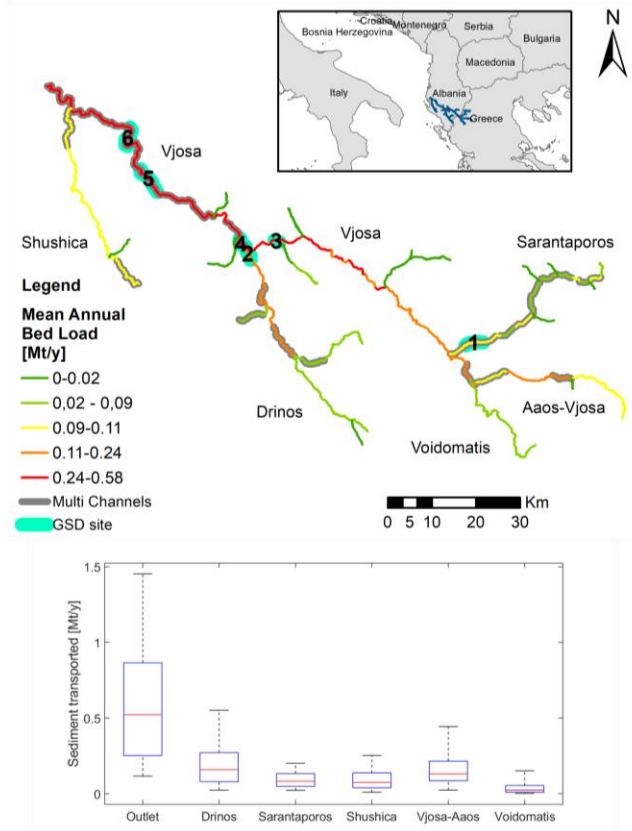 N
Croatia
Bosnia Herzegovina
Montenegro
Serbia
Bulgaria
Macedonia
Italy
Albania
Greece
6
Vjosa
5
4
3
2
Vjosa
Sarantaporos
Shushica
1
Legend
Mean Annual
Bed Load
[Mt/y]
0-0.02
0,02 - 0,09
0.09-0.11
0.11-0.24
0.24-0.58
Multi Channels
GSD site
Drinos
Aaos-Vjosa
Voidomatis
Km
0 5 10 20 30
1.5
1
0.5
0
Sediment transported [Mt/y]
Outlet Drinos Sarantaporos Shushica Vjosa-Aaos Voidomatis